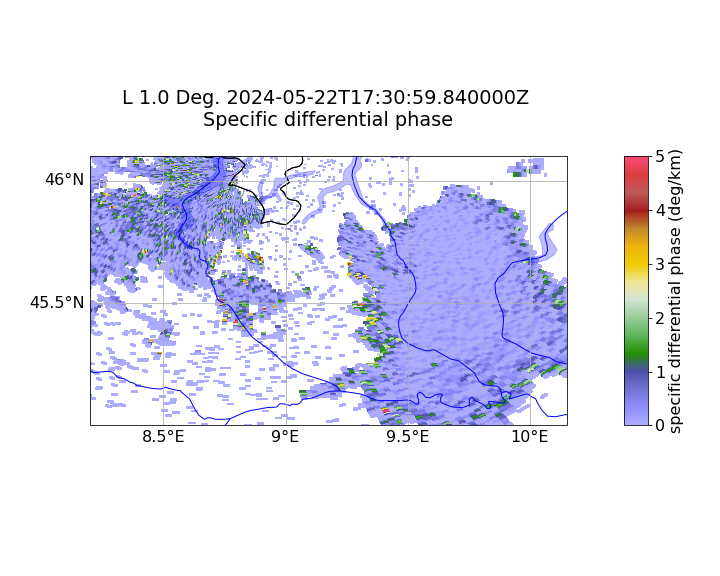 L 1.0 Deg. 2024-05-22T17:30:59.840000Z
Specific differential phase
46°N
45.5°N
8.5°E
9°E
9.5°E
10°E
5
4
3
2
1
0
specific differential phase (deg/km)